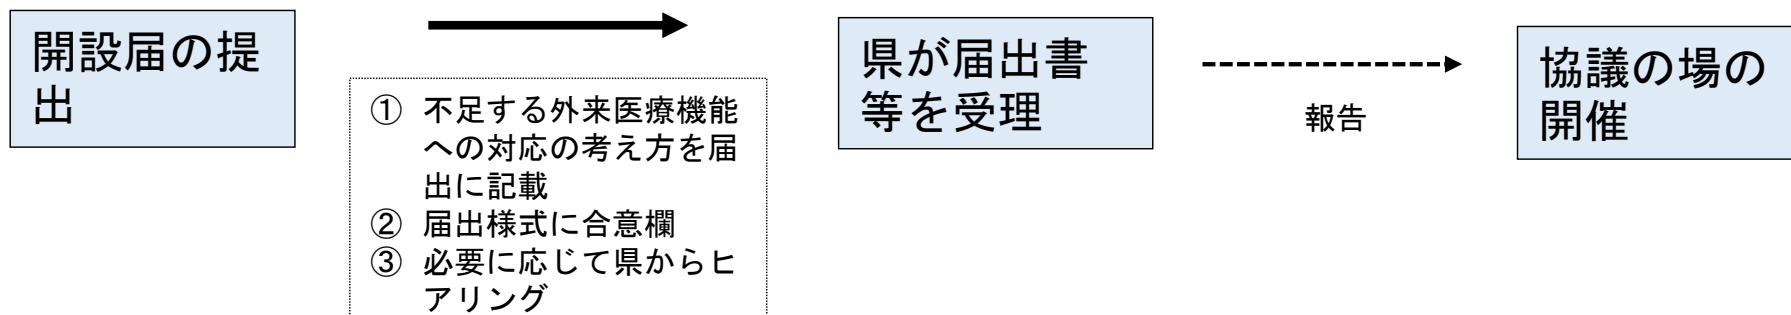 開設届の提
出
① 不足する外来医療機能
への対応の考え方を届
出に記載
② 届出様式に合意欄
③ 必要に応じて県からヒ
アリング
県が届出書
等を受理
報告
協議の場の
開催